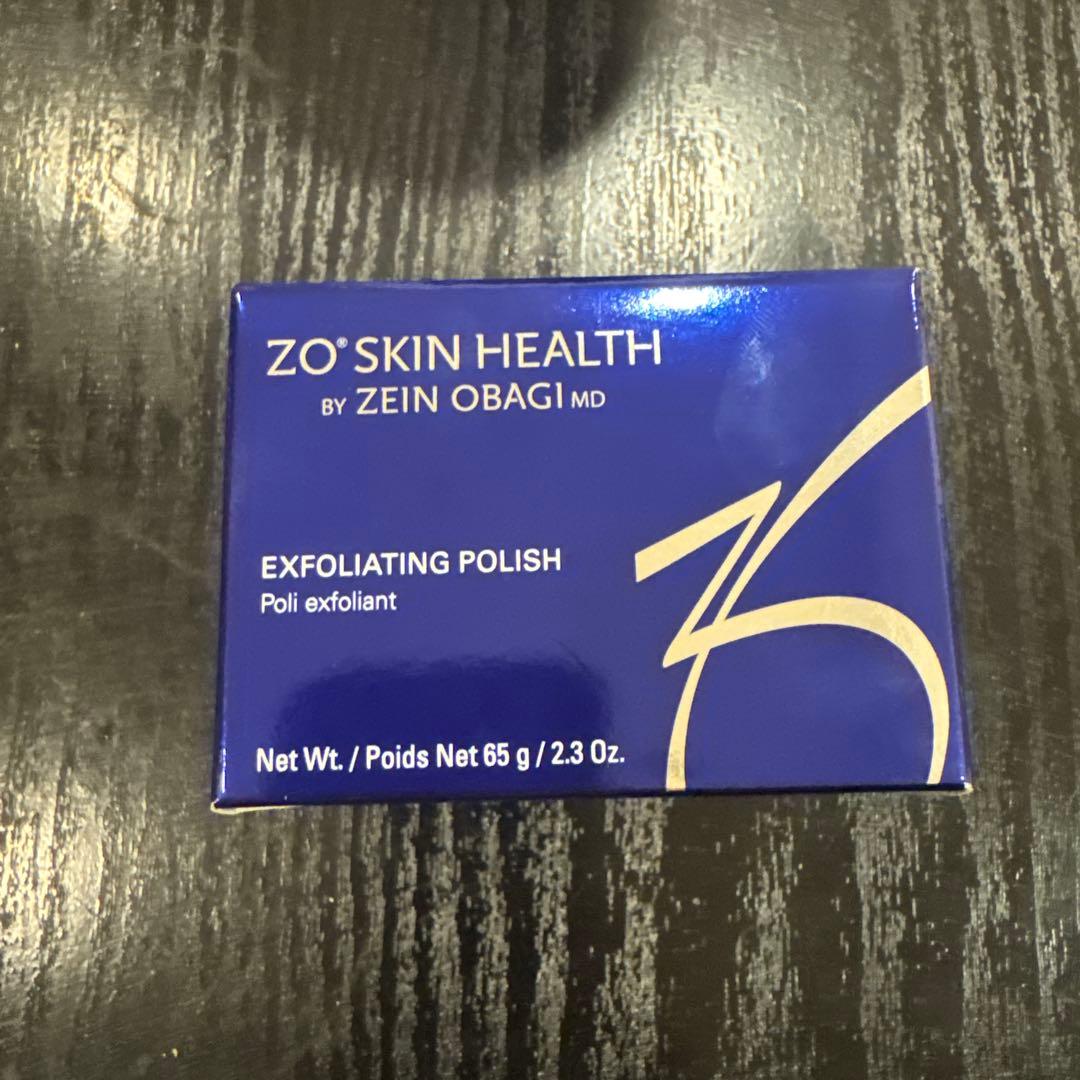 ZO® SKIN HEALTH
BY ZEIN OBAGI MD
EXFOLIATING POLISH
Poli exfoliant
Net Wt. / Poids Net 65 g / 2.3 Oz.